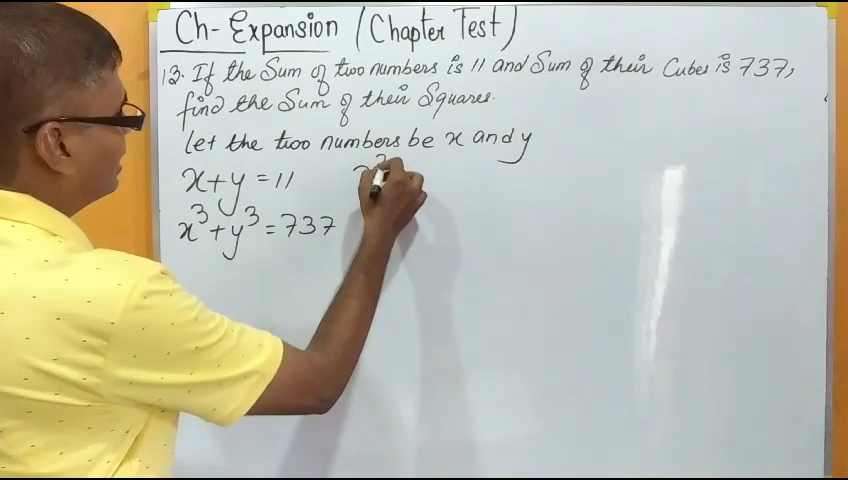 Ch- Expansion (Chapter Test)
13. If the Sum of two numbers is 11 and Sum of their Cubes is 737,
find the Sum of their Squares.
let the two numbers be x and y
x+y = 11
x³+y³ = 737